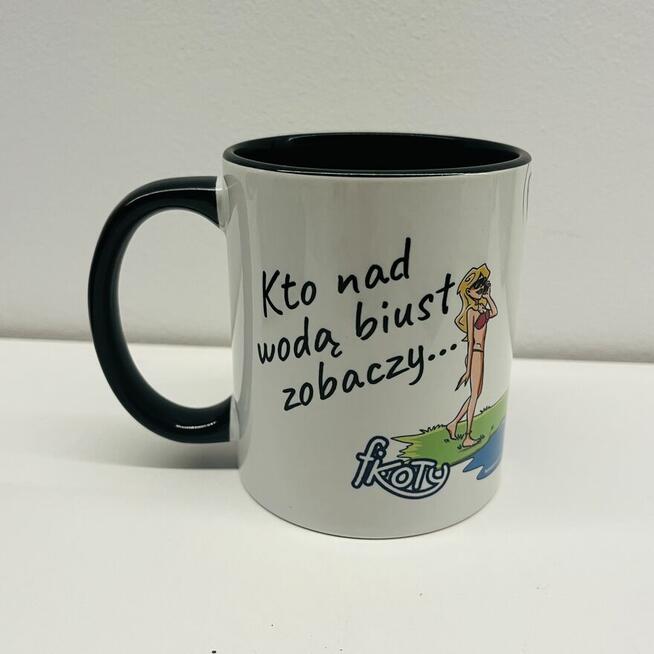 Kto nad
wodą biust
zobaczy...
fikoty